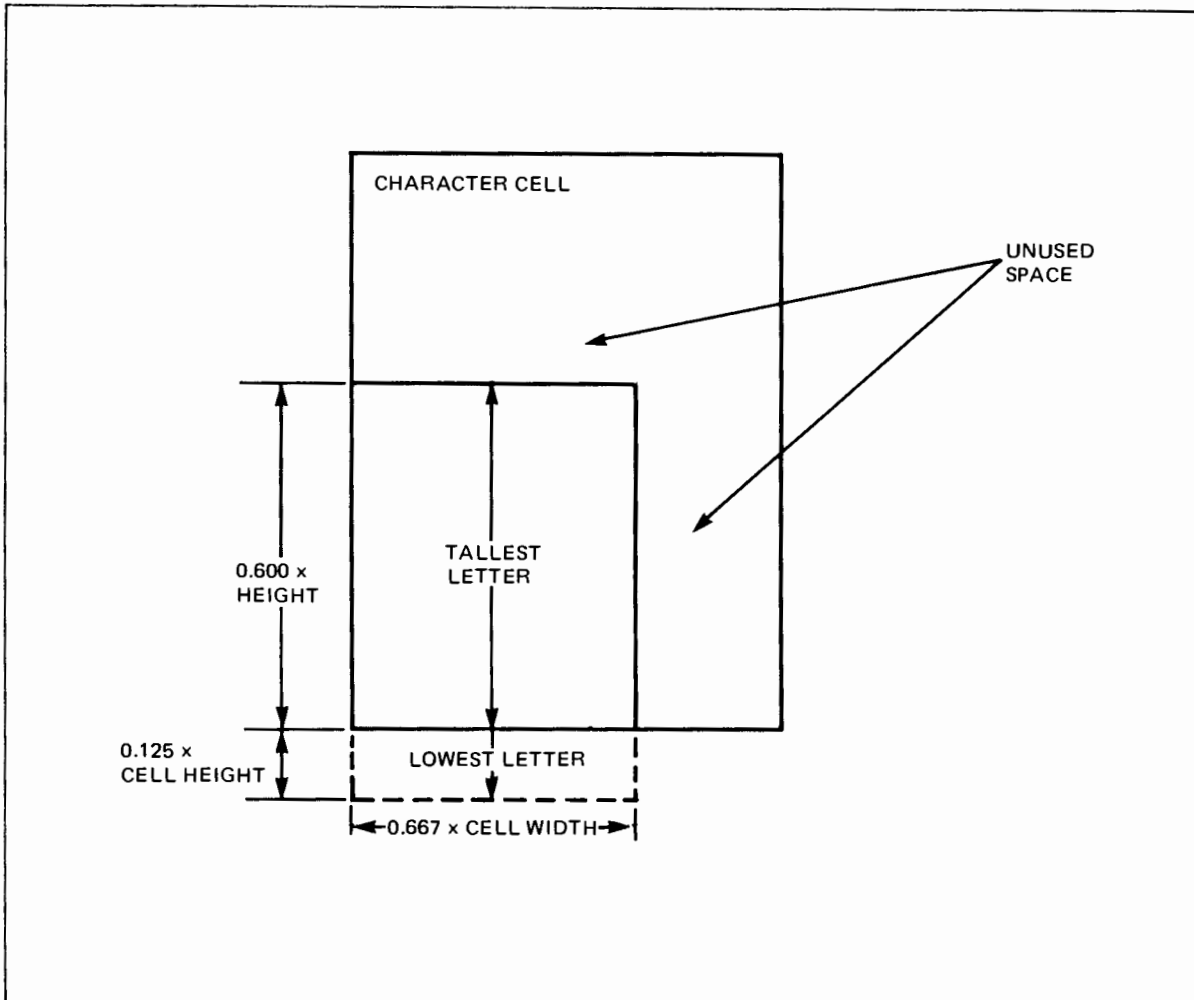 CHARACTER CELL
UNUSED
SPACE
TALLEST
LETTER
0.600 x
HEIGHT
0.125 x
CELL HEIGHT
LOWEST LETTER
0.667 x CELL WIDTH